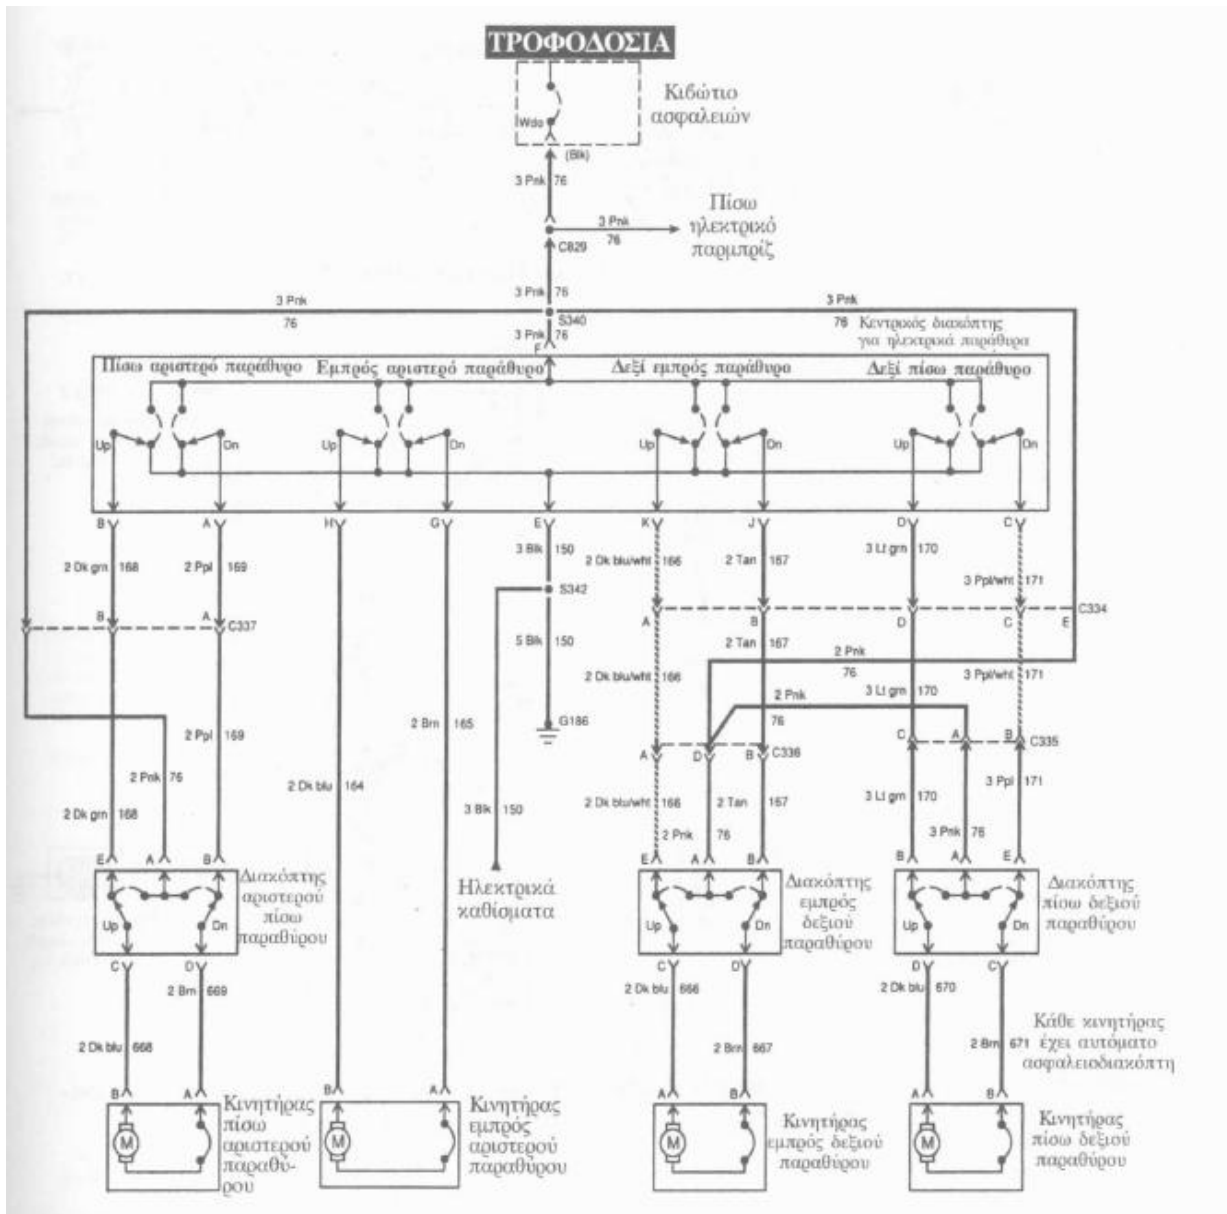 ΤΡΟΦΟΔΟΣΙΑ
Κιβώτιο
ασφαλειών
Wdo
(Blk)
3 Pnk 76
Πίσω
3 Pnk ηλεκτρικό
76 παρμπρίζ
C829
3 Pnk 76
3 Pnk
76
S340
3 Pnk
76 Κεντρικός διακόπτης
για ηλεκτρικά παράθυρα
3 Pnk 76
F
Πίσω αριστερό παράθυρο
Εμπρός αριστερό παράθυρο
Δεξί εμπρός παράθυρο
Δεξί πίσω παράθυρο
Up Dn Up Dn Up Dn Up Dn
B A H G E K J D C
2 Dk grn 168
2 Ppl 169
3 Blk 150
2 Dk blu/wht 166
2 Tan 167
3 Lt grn 170
3 Ppl/wht 171
S342
B A C337
A B D C E C334
5 Blk 150
2 Tan 167
2 Pnk
76
2 Dk blu/wht 166
3 Ppl/wht 171
3 Lt grn 170
2 Pnk
76
2 Brn 165
G186
2 Ppl 169
C A B C335
A D B C336
2 Pnk 76
2 Dk blu 164
3 Ppl 171
2 Dk grn 168
3 Blk 150
2 Dk blu/wht 166
2 Tan 167
3 Lt grn 170
2 Pnk 76
3 Pnk 76
E A B
E A B
B A E
Διακόπτης
αριστερού
πίσω
παραθύρου
Ηλεκτρικά
καθίσματα
Διακόπτης
εμπρός
δεξιού
παραθύρου
Διακόπτης
πίσω δεξιού
παραθύρου
Up Dn
Up Dn
Up Dn
C D
C D
D C
2 Brn 669
2 Dk blu 666
2 Dk blu 670
2 Dk blu 668
2 Brn 667
2 Brn 671
Κάθε κινητήρας
έχει αυτόματο
ασφαλειοδιακόπτη
B A
B A
A B
A B
M
M
M
M
Κινητήρας
πίσω
αριστερού
παραθύ-
ρου
Κινητήρας
εμπρός
αριστερού
παραθύρου
Κινητήρας
εμπρός δεξιού
παραθύρου
Κινητήρας
πίσω δεξιού
παραθύρου